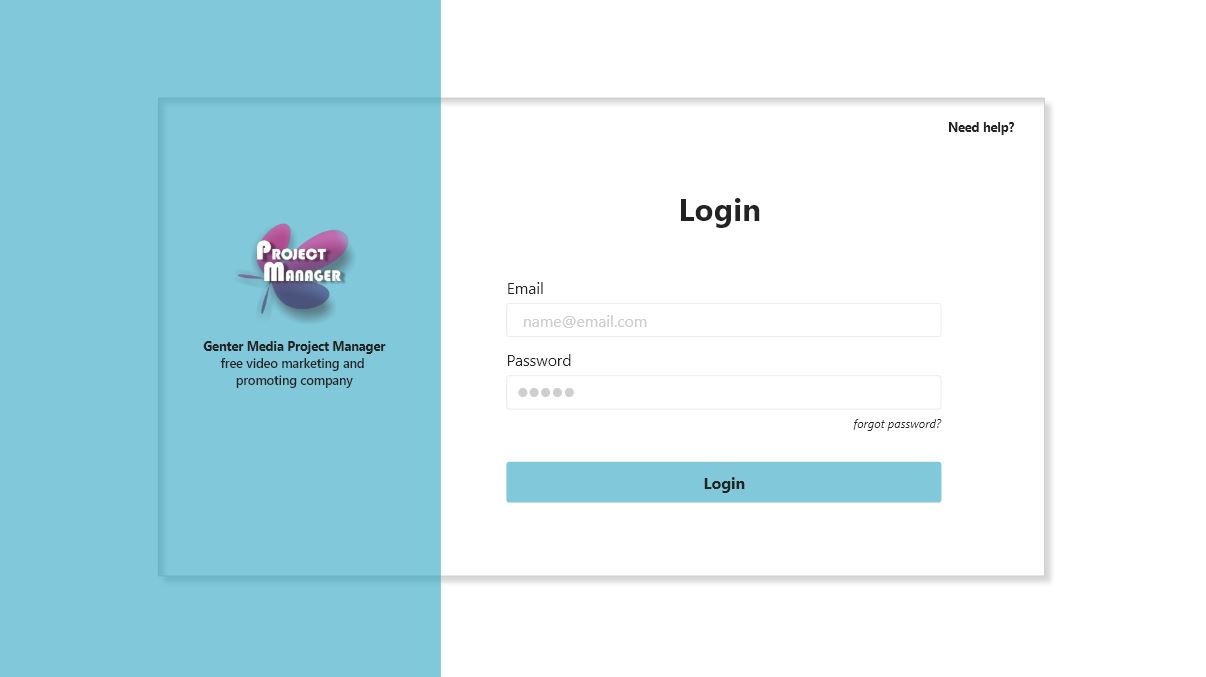 Need help?
Login
PROJECT
MANAGER
Genter Media Project Manager
free video marketing and
promoting company
Email
name@email.com
Password
forgot password?
Login